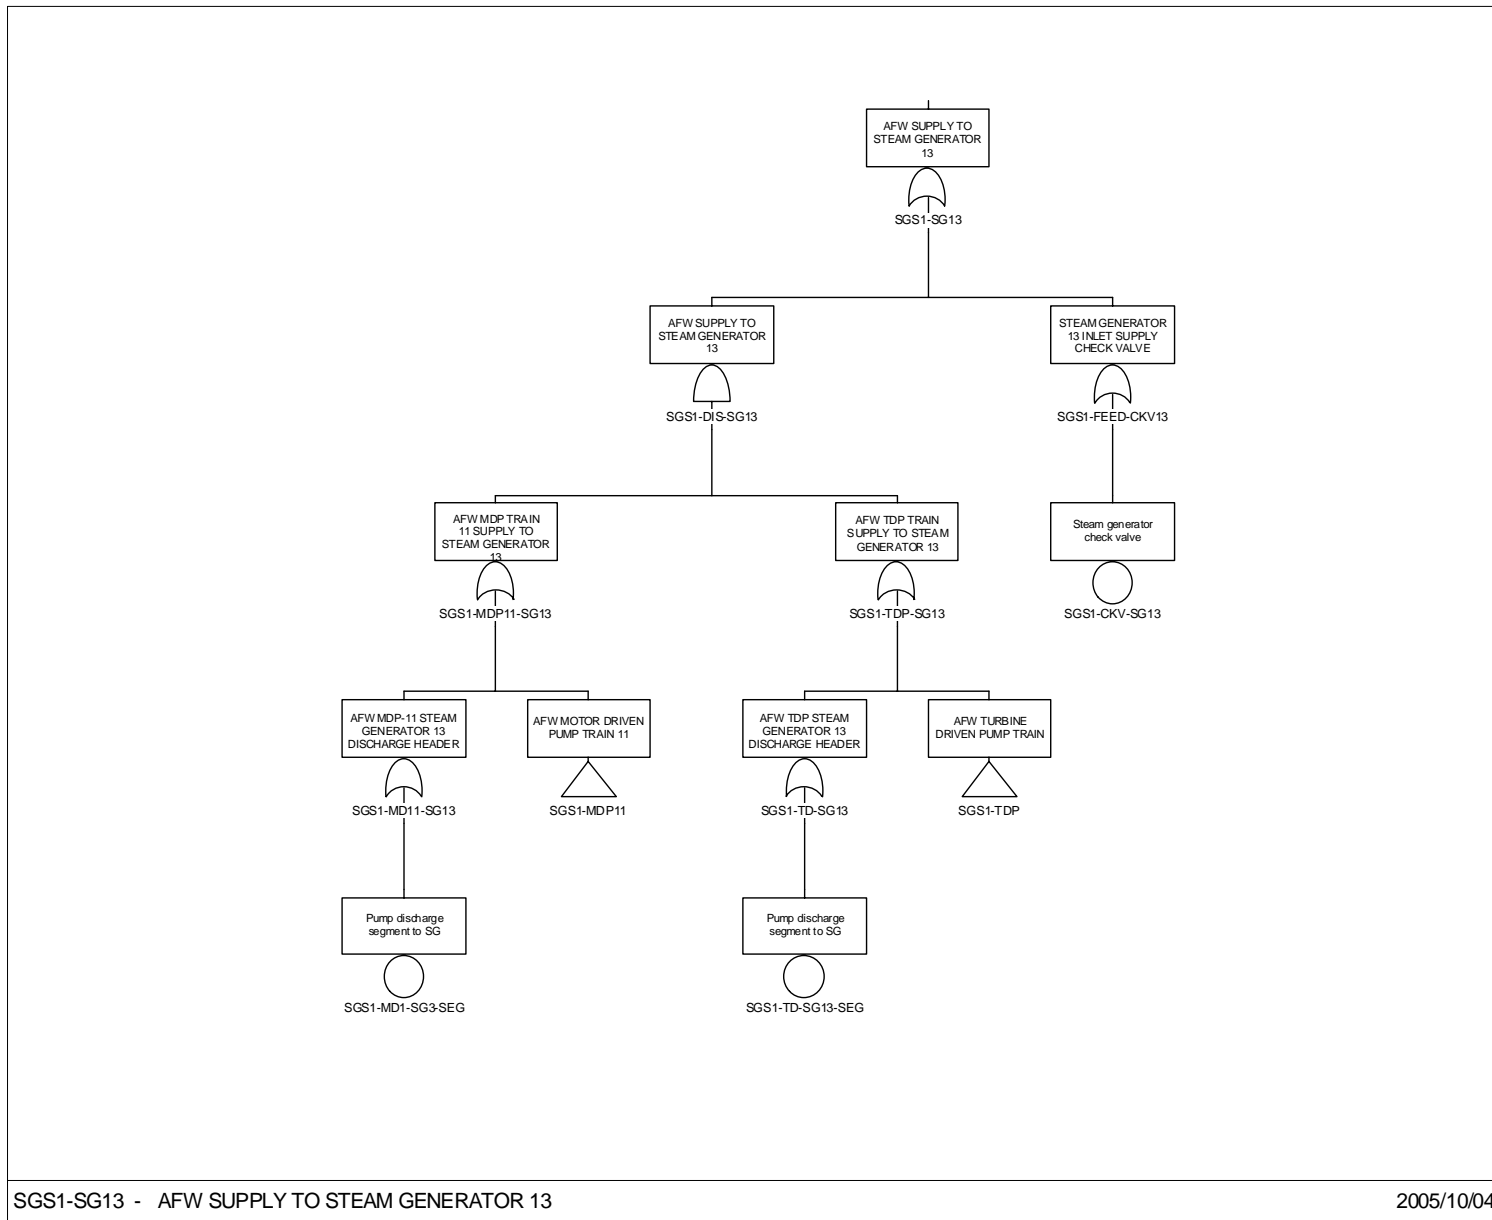 AFW SUPPLY TO
STEAM GENERATOR
13
SGS1-SG13
AFW SUPPLY TO
STEAM GENERATOR
13
SGS1-DIS-SG13
STEAM GENERATOR
13 INLET SUPPLY
CHECK VALVE
SGS1-FEED-CKV13
AFW MDP TRAIN
11 SUPPLY TO
STEAM GENERATOR
13
SGS1-MDP11-SG13
AFW TDP TRAIN
SUPPLY TO STEAM
GENERATOR 13
SGS1-TDP-SG13
Steam generator
check valve
SGS1-CKV-SG13
AFW MDP-11 STEAM
GENERATOR 13
DISCHARGE HEADER
SGS1-MD11-SG13
AFW MOTOR DRIVEN
PUMP TRAIN 11
SGS1-MDP11
AFW TDP STEAM
GENERATOR 13
DISCHARGE HEADER
SGS1-TD-SG13
AFW TURBINE
DRIVEN PUMP TRAIN
SGS1-TDP
Pump discharge
segment to SG
SGS1-MD1-SG3-SEG
Pump discharge
segment to SG
SGS1-TD-SG13-SEG
SGS1-SG13 - AFW SUPPLY TO STEAM GENERATOR 13
2005/10/04